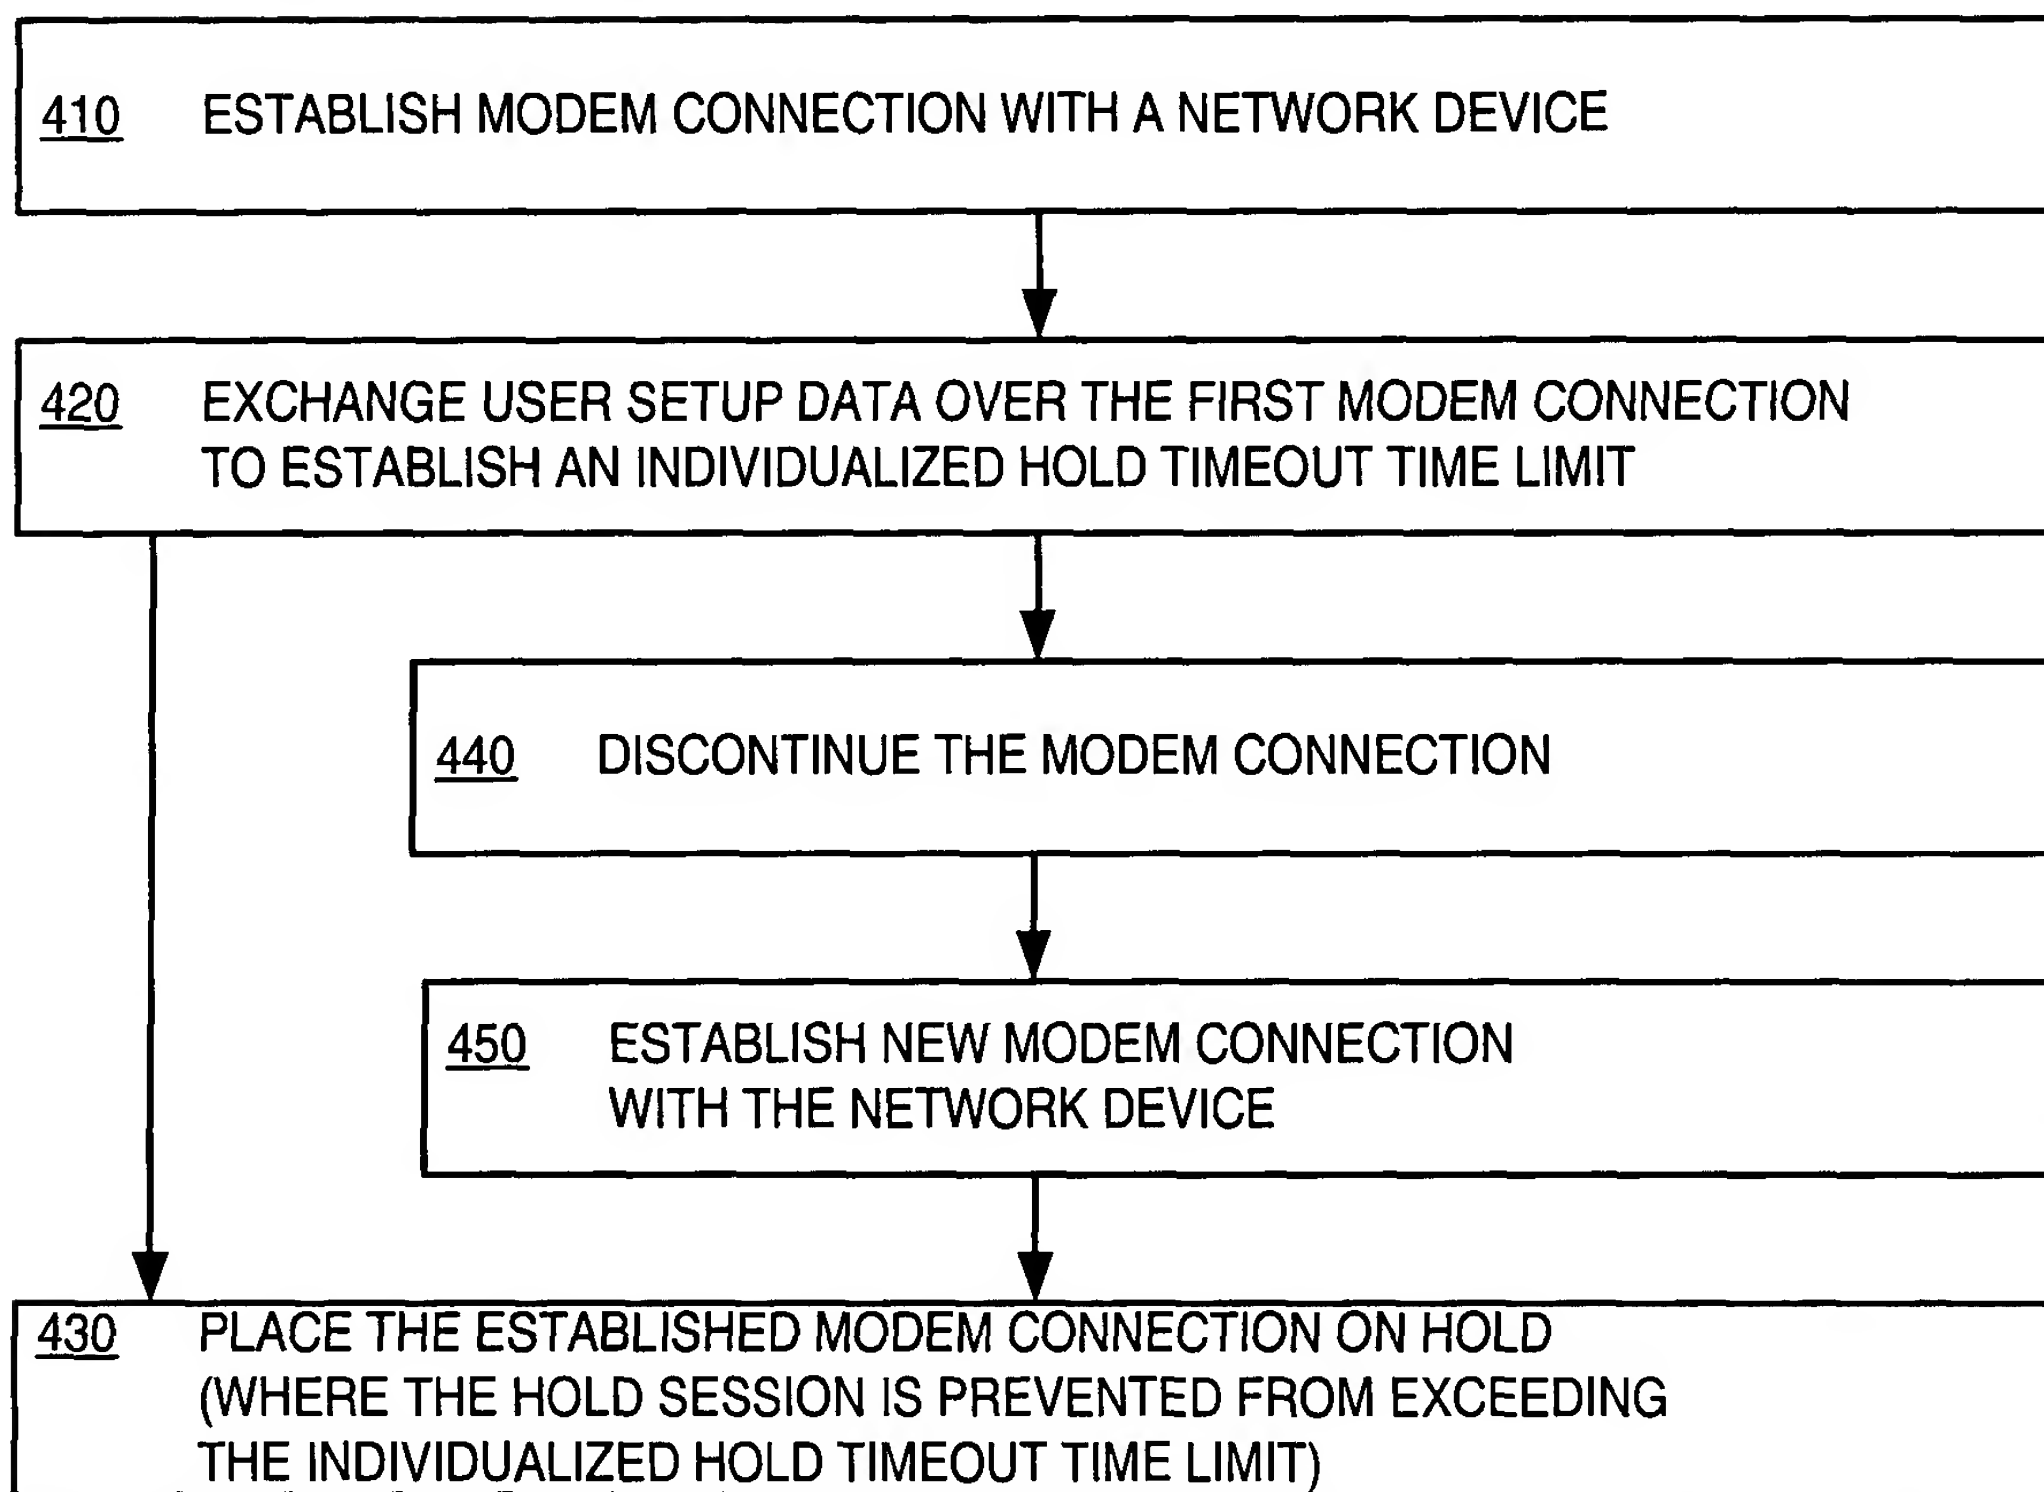 410 ESTABLISH MODEM CONNECTION WITH A NETWORK DEVICE
420 EXCHANGE USER SETUP DATA OVER THE FIRST MODEM CONNECTION
TO ESTABLISH AN INDIVIDUALIZED HOLD TIMEOUT TIME LIMIT
440 DISCONTINUE THE MODEM CONNECTION
450 ESTABLISH NEW MODEM CONNECTION
WITH THE NETWORK DEVICE
430 PLACE THE ESTABLISHED MODEM CONNECTION ON HOLD
(WHERE THE HOLD SESSION IS PREVENTED FROM EXCEEDING
THE INDIVIDUALIZED HOLD TIMEOUT TIME LIMIT)